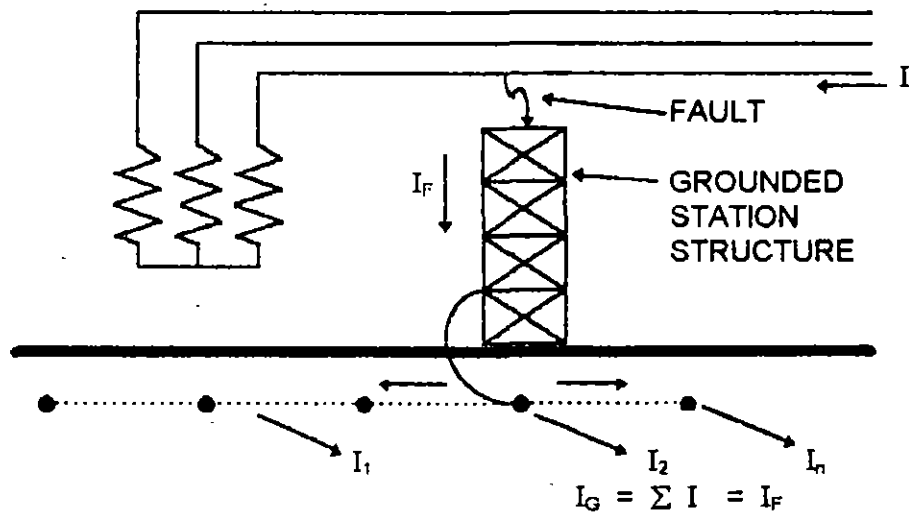 I
FAULT
I_F
GROUNDED
STATION
STRUCTURE
I_1
I_2
I_n
I_G = ∑ I = I_F